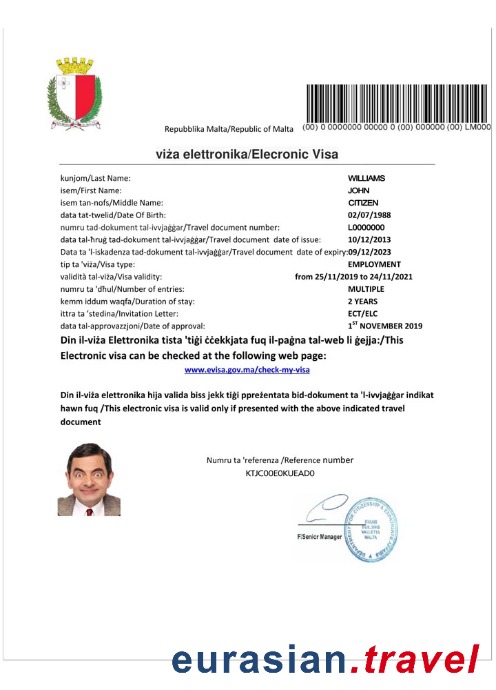 Repubblika Malta/Republic of Malta
(00) 0 0000000 00000 0 (00) 000000 (00) LM000
viża elettronika/Elecronic Visa
kunjom/Last Name: WILLIAMS
isem/First Name: JOHN
isem tan-nofs/Middle Name: CITIZEN
data tat-twelid/Date Of Birth: 02/07/1988
numru tad-dokument tal-ivvjaġġar/Travel document number: L0000000
data tal-ħruġ tad-dokument tal-ivvjaġġar/Travel document date of issue: 10/12/2013
Data ta 'l-iskadenza tad-dokument tal-ivvjaġġar/Travel document date of expiry:09/12/2023
tip ta 'viża/Visa type: EMPLOYMENT
validità tal-viża/Visa validity: from 25/11/2019 to 24/11/2021
numru ta 'dħul/Number of entries: MULTIPLE
kemm iddum waqfa/Duration of stay: 2 YEARS
ittra ta 'stedina/Invitation Letter: ECT/ELC
data tal-approvazzjoni/Date of approval: 1ST NOVEMBER 2019
Din il-viża Elettronika tista 'tiġi ċċekkjata fuq il-paġna tal-web li ġejja:/This
Electronic visa can be checked at the following web page:
www.evisa.gov.ma/check-my-visa
Din il-viża elettronika hija valida biss jekk tiġi ppreżentata bid-dokument ta 'l-ivvjaġġar indikat
hawn fuq /This electronic visa is valid only if presented with the above indicated travel
document
Numru ta 'referenza /Reference number
KTJC00E0KUEAD0
F/Senior Manager
VALLETTA
MALTA
eurasian.travel